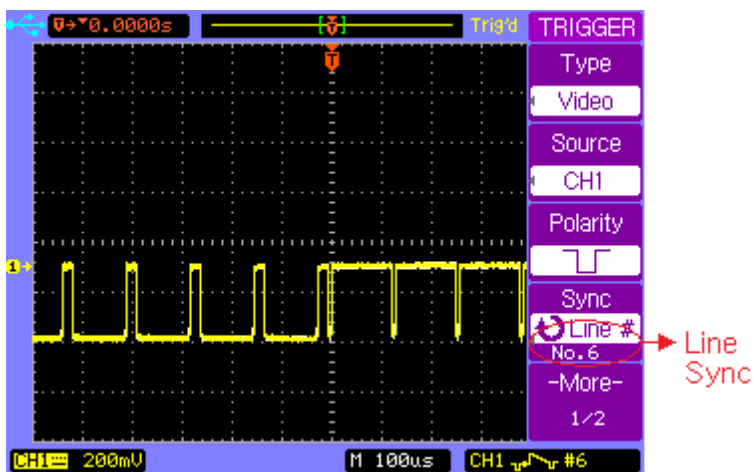 0.0000s
T
Trig'd
TRIGGER
T
Type
Video
Source
CH1
Polarity
Sync
Line #
No.6
Line
Sync
-More-
1/2
1
CH1 200mV
M 100us
CH1 #6